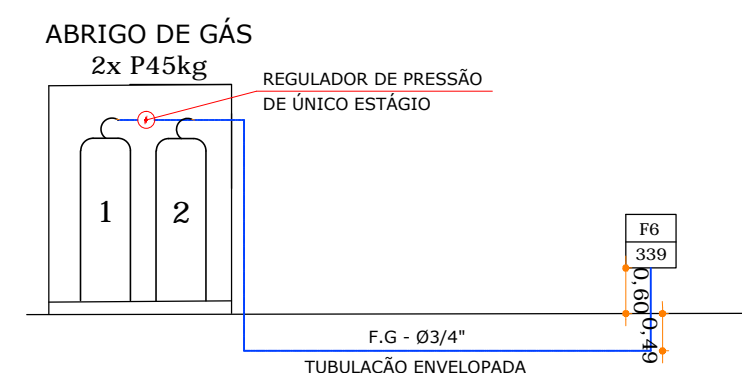 ABRIGO DE GÁS
2x P45kg
REGULADOR DE PRESSÃO
DE ÚNICO ESTÁGIO
1
2
F6
339
0,60
0,49
F.G - Ø3/4"
TUBULACÃO ENVELOPADA